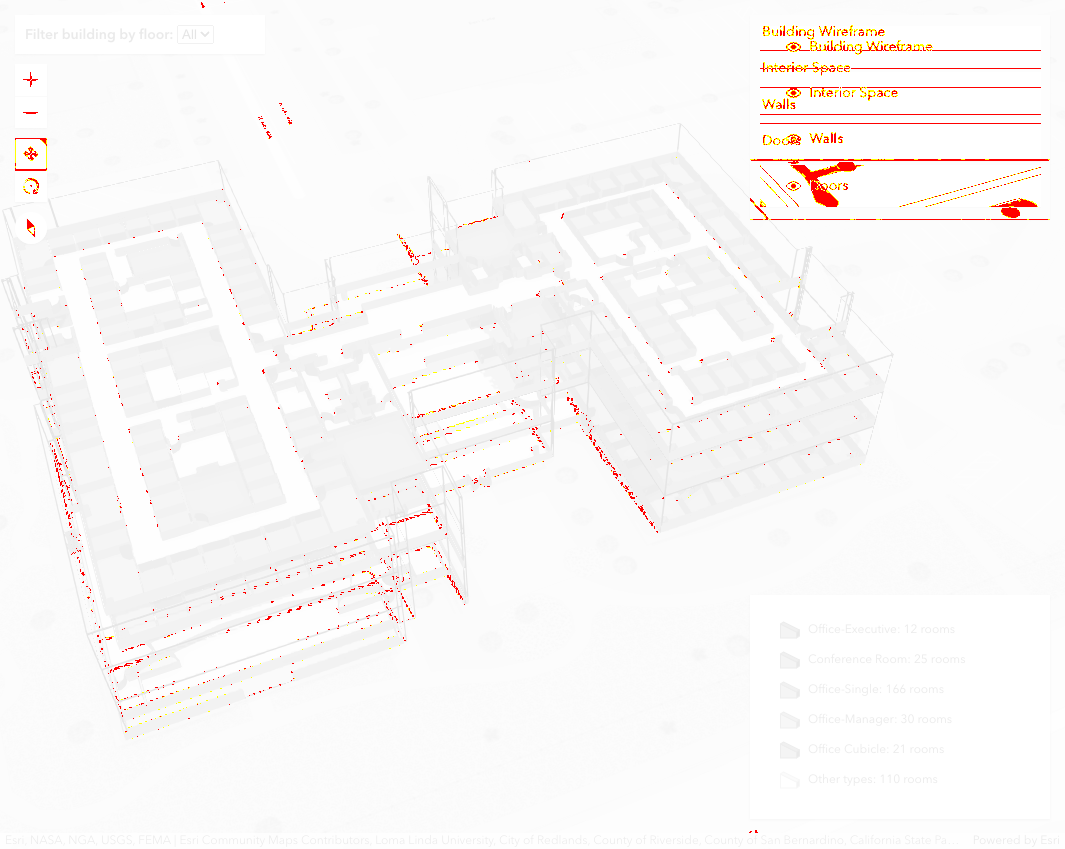 Filter building by floor: All
Building Wireframe
Building Wireframe
Interior Space
Interior Space
Walls
Walls
Doors
Doors
Office-Executive: 12 rooms
Conference Room: 25 rooms
Office-Single: 166 rooms
Office-Manager: 30 rooms
Office Cubicle: 21 rooms
Other types: 110 rooms
Esri, NASA, NGA, USGS, FEMA | Esri Community Maps Contributors, Loma Linda University, City of Redlands, County of Riverside, County of San Bernardino, California State Pa... Powered by Esri